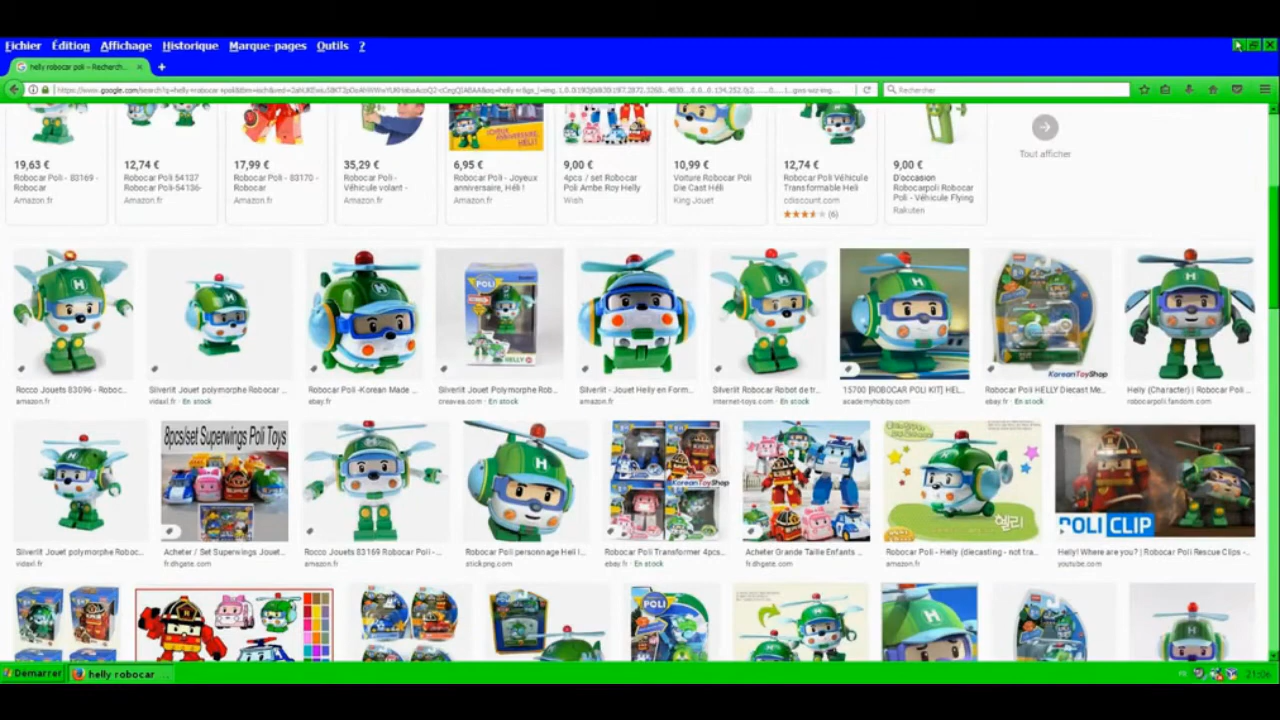 Fichier Édition Affichage Historique Marque-pages Outils ?
helly robocar poli – Recherch...
Rechercher
19,63 €
Robocar Poli - 83169 -
Robocar
Amazon.fr
12,74 €
Robocar Poli 54137
Robocar Poli-54136-
Amazon.fr
17,99 €
Robocar Poli - 83170 -
Robocar
Amazon.fr
35,29 €
Robocar Poli -
Véhicule volant -
Amazon.fr
6,95 €
Robocar Poli - Joyeux
anniversaire, Héli !
Amazon.fr
9,00 €
4pcs / set Robocar
Poli Ambe Roy Helly
Wish
10,99 €
Voiture Robocar Poli
Die Cast Héli
King Jouet
12,74 €
Robocar Poli Véhicule
Transformable Heli
cdiscount.com
(6)
9,00 €
D'occasion
Robocarpoli Robocar
Poli - Véhicule Flying
Rakuten
Tout afficher
POLI
HELLY
KoreanToyShop
Rocco Jouets 83096 - Roboc...
amazon.fr
Silverlit Jouet polymorphe Robocar ...
vidaxl.fr · En stock
Robocar Poli -Korean Made ...
ebay.fr · En stock
Silverlit Jouet Polymorphe Rob...
creavea.com · En stock
Silverlit - Jouet Helly en Form...
amazon.fr
Silverlit Robocar Robot de tr...
internet-toys.com · En stock
15700 [ROBOCAR POLI KIT] HEL...
academyhobby.com
Robocar Poli HELLY Diecast Me...
ebay.fr · En stock
Helly (Character) | Robocar Poli ...
robocarpoli.fandom.com
8pcs/set Superwings Poli Toys
KoreanToyShop
헬리
POLI CLIP
Silverlit Jouet polymorphe Roboc...
vidaxl.fr
Acheter / Set Superwings Jouet...
fr.dhgate.com
Rocco Jouets 83169 Robocar Poli - ...
amazon.fr
Robocar Poli personnage Heli l...
stickpng.com
Robocar Poli Transformer 4pcs...
ebay.fr · En stock
Acheter Grande Taille Enfants ...
fr.dhgate.com
Robocar Poli - Helly (diecasting - not tra...
amazon.fr
Helly! Where are you? | Robocar Poli Rescue Clips -...
youtube.com
POLI
Démarrer
helly robocar ...
FR
21:06